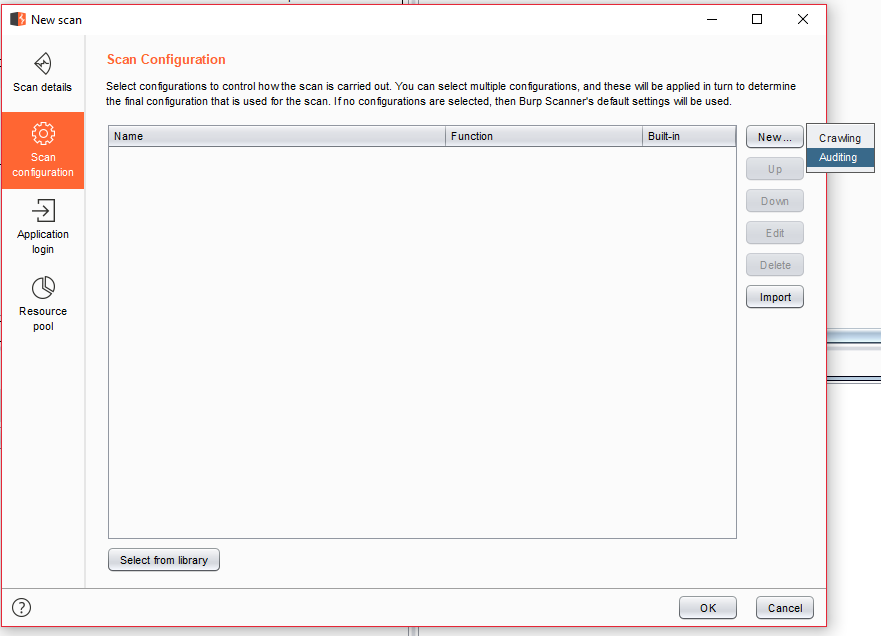 New scan
Scan details
Scan
configuration
Application
login
Resource
pool
Scan Configuration
Select configurations to control how the scan is carried out. You can select multiple configurations, and these will be applied in turn to determine
the final configuration that is used for the scan. If no configurations are selected, then Burp Scanner's default settings will be used.
Name Function Built-in
New...
Up
Down
Edit
Delete
Import
Crawling
Auditing
Select from library
? OK Cancel